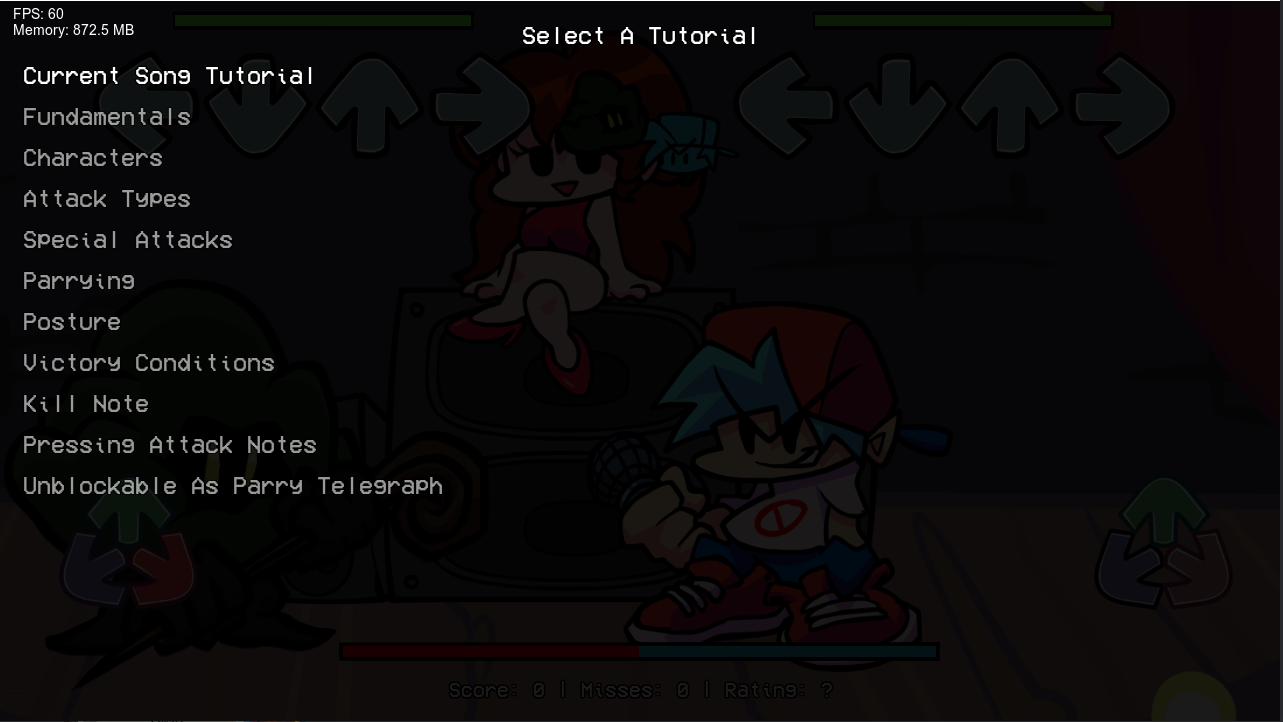 FPS: 60
Memory: 872.5 MB
Select A Tutorial
Current Song Tutorial
Fundamentals
Characters
Attack Types
Special Attacks
Parrying
Posture
Victory Conditions
Kill Note
Pressing Attack Notes
Unblockable As Parry Telegraph
Score: 0 | Misses: 0 | Rating: ?